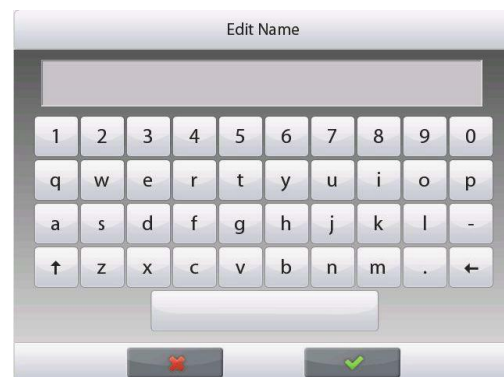 Edit Name
1 2 3 4 5 6 7 8 9 0
q w e r t y u i o p
a s d f g h j k l -
↑ z x c v b n m . ←